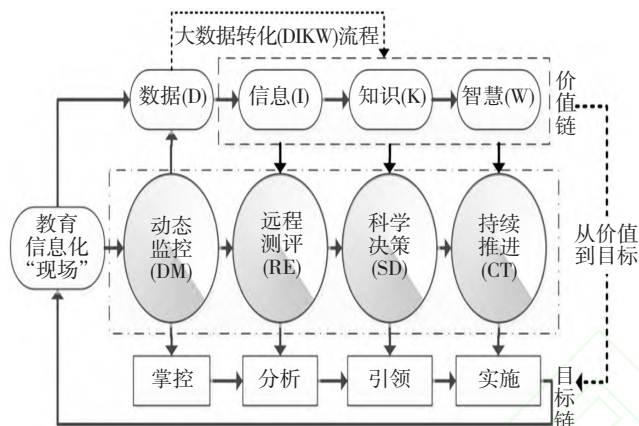 大数据转化(DIKW)流程
数据(D)
信息(I)
知识(K)
智慧(W)
价
值
链
教育
信息化
“现场”
动态
监控
(DM)
远程
测评
(RE)
科学
决策
(SD)
持续
推进
(CT)
从价值
到目标
掌控
分析
引领
实施
目
标
链